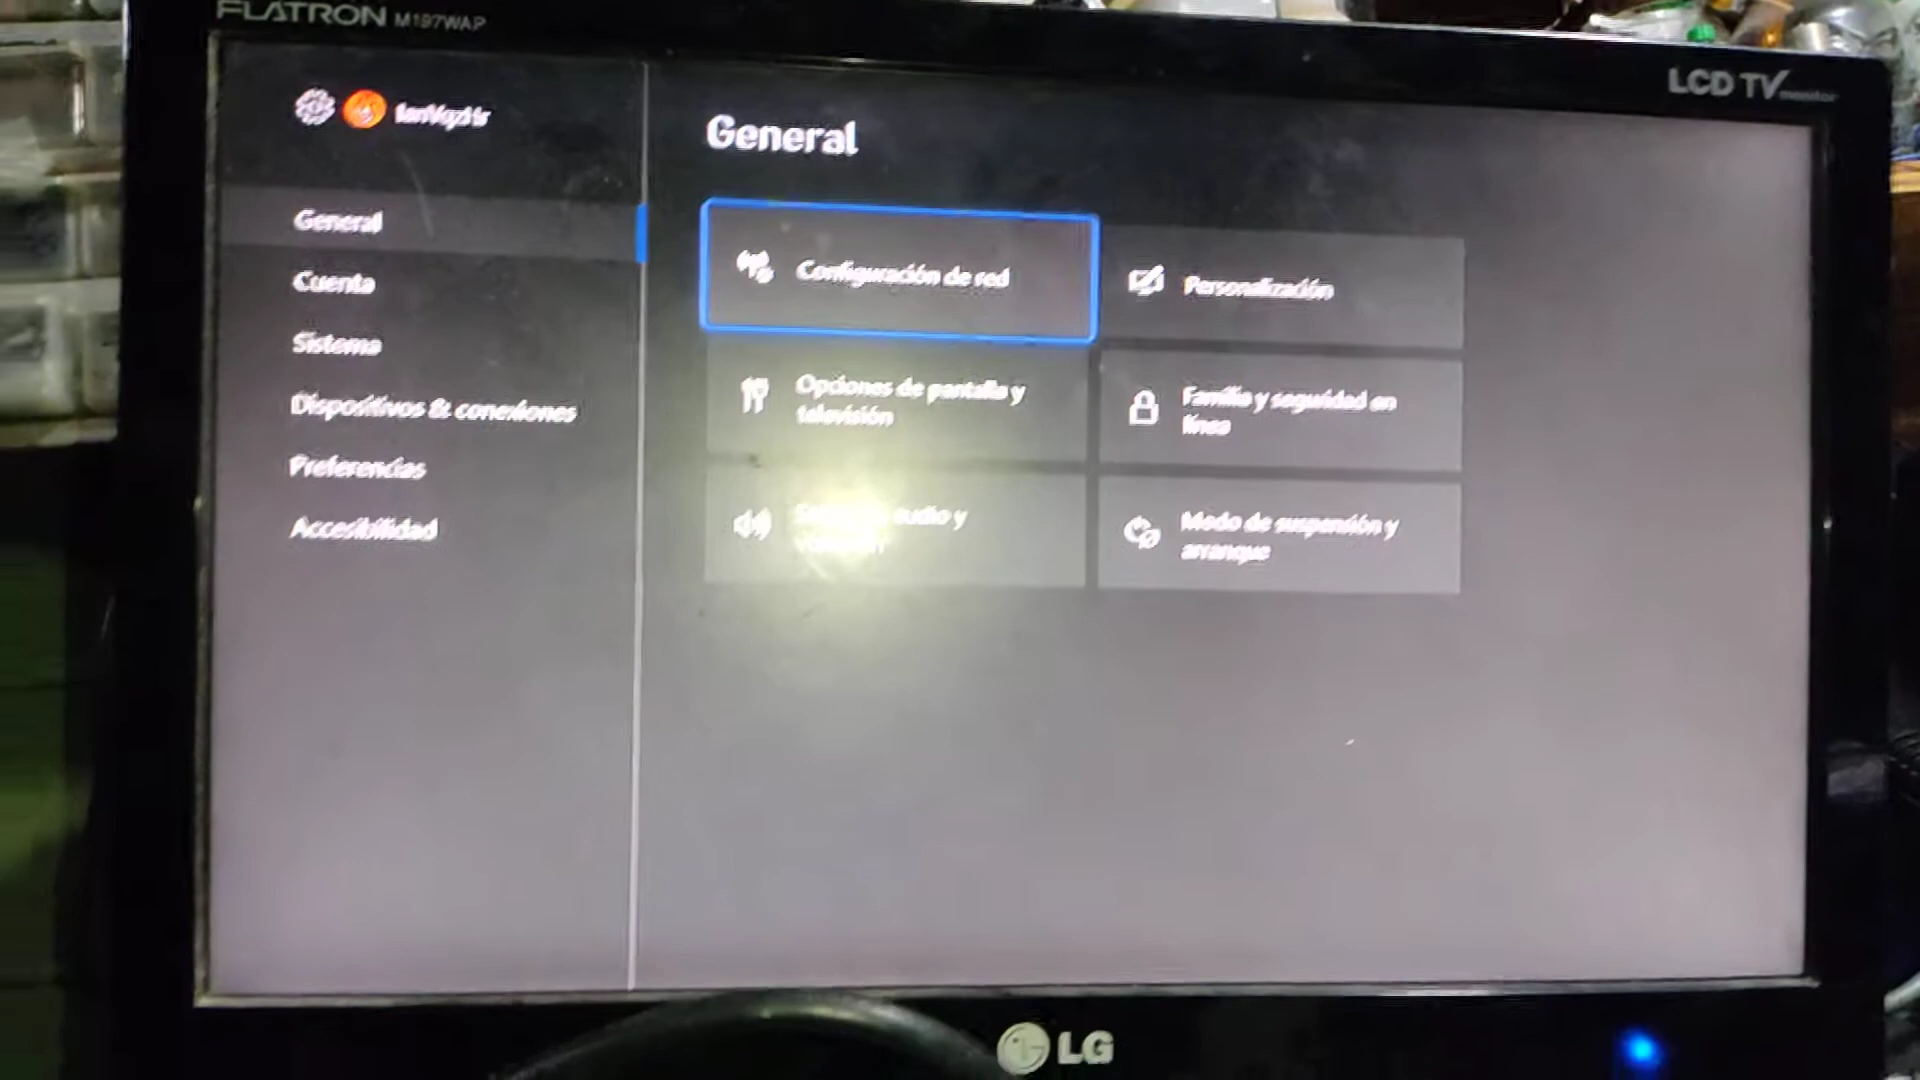 FLATRON M197WAP
LCD TV monitor
General
General
Cuenta
Sistema
Dispositivos & conexiones
Preferencias
Accesibilidad
Configuración de red
Personalización
Opciones de pantalla y
televisión
Familia y seguridad en
línea
audio y
Modo de suspensión y
arranque
LG